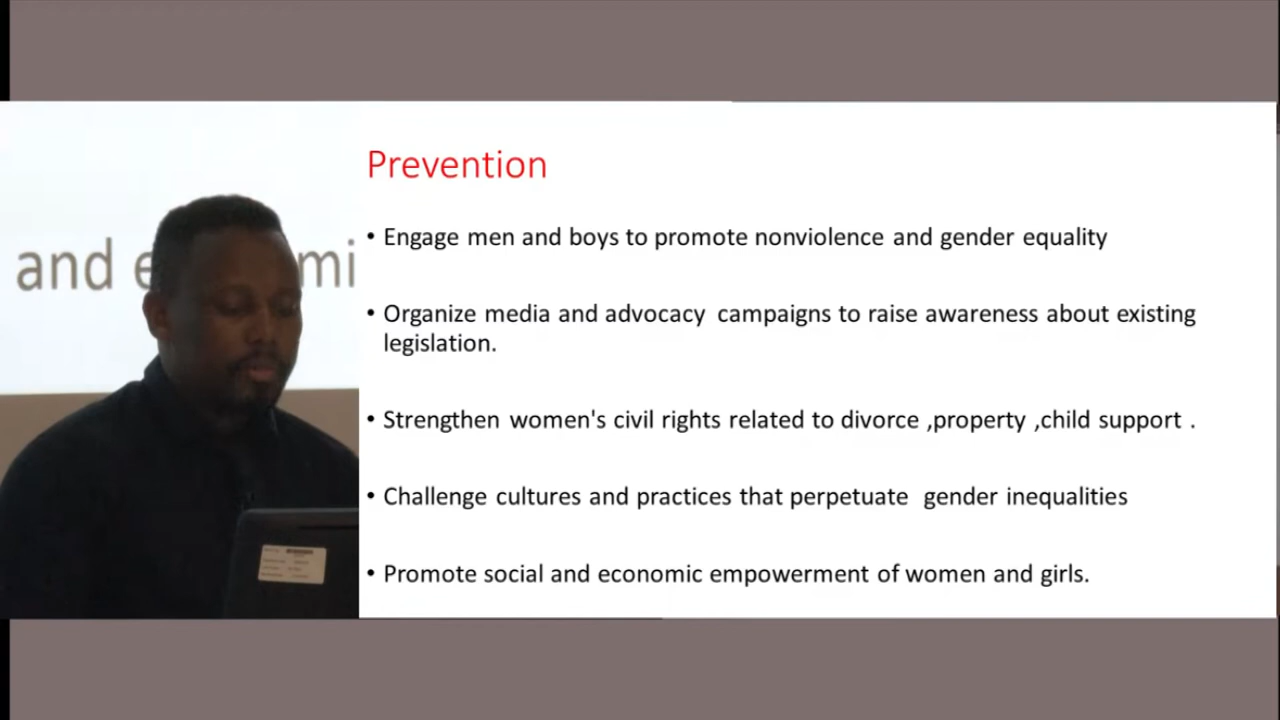 and e mi
Prevention
• Engage men and boys to promote nonviolence and gender equality
• Organize media and advocacy  campaigns to raise awareness about existing
legislation.
• Strengthen women's civil rights related to divorce ,property ,child support .
• Challenge cultures and practices that perpetuate  gender inequalities
• Promote social and economic empowerment of women and girls.